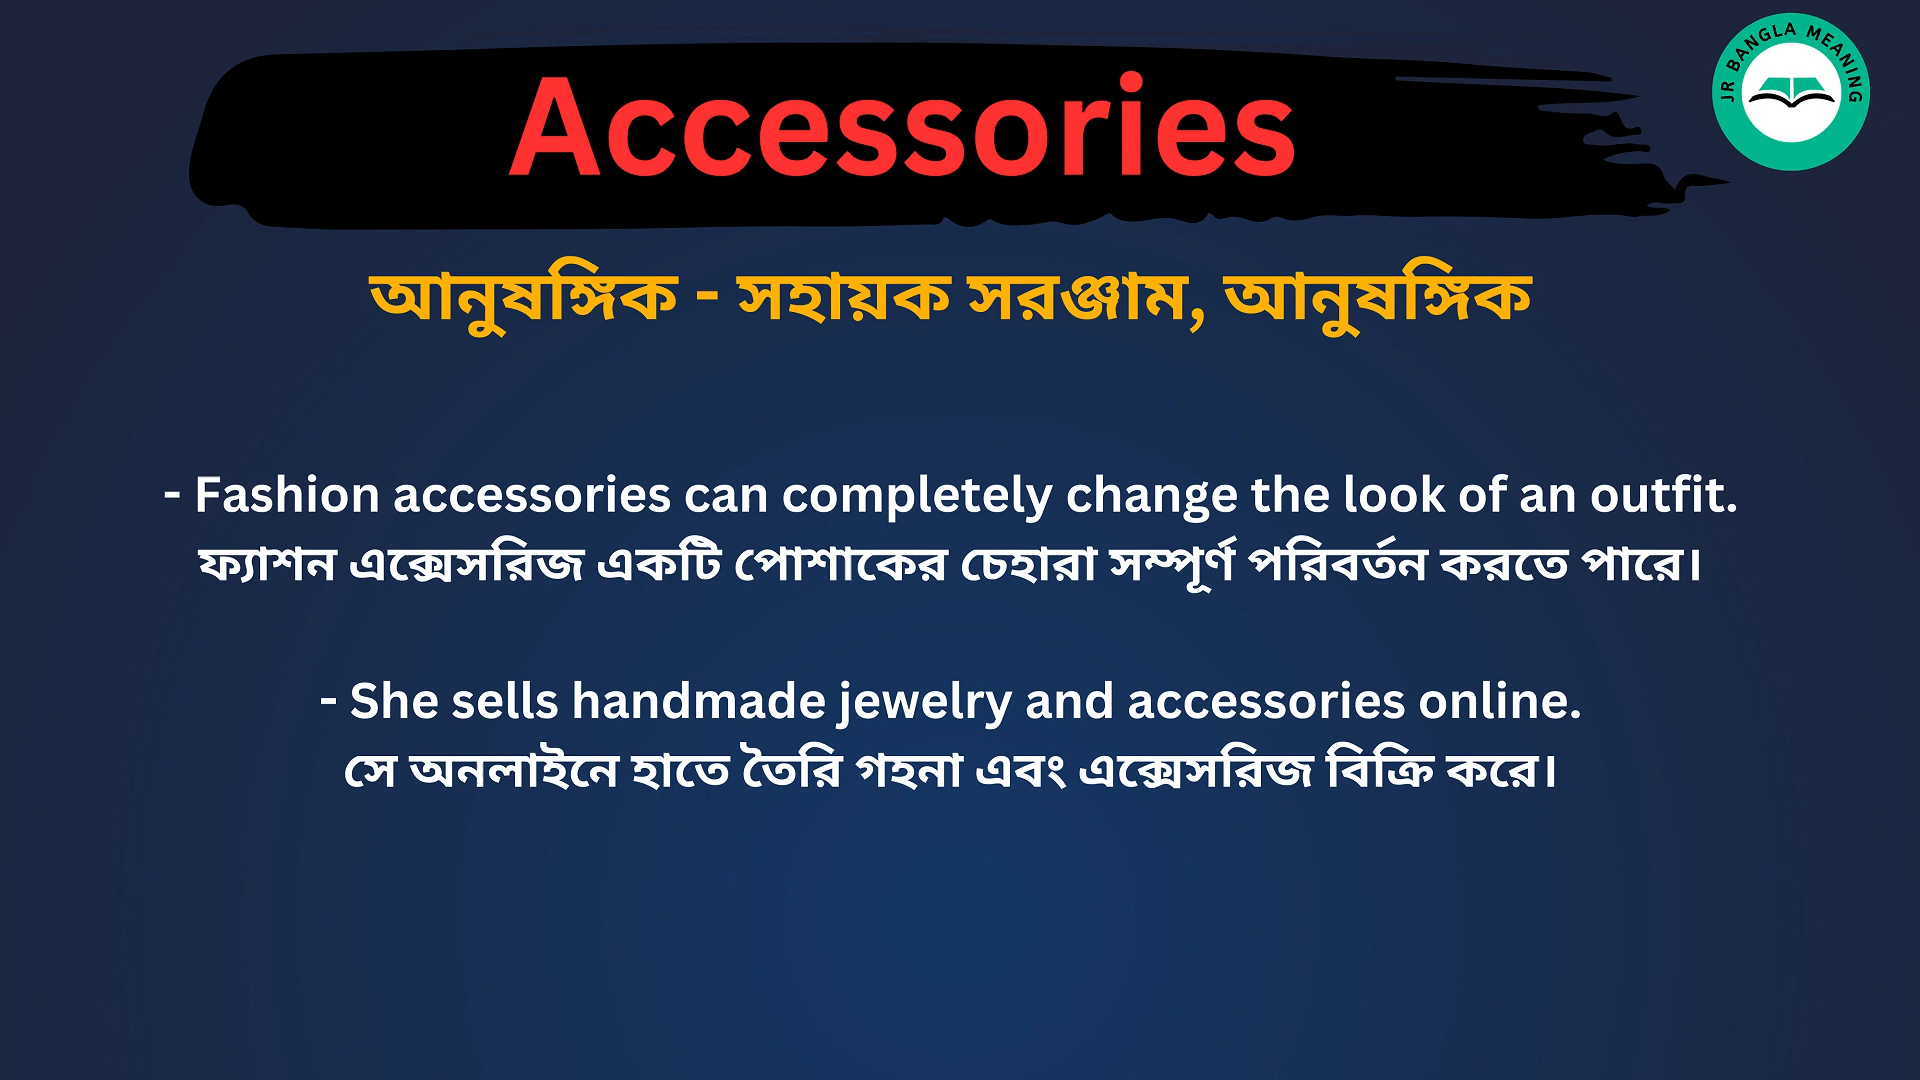 JR BANGLA MEANING
Accessories
আনুষঙ্গিক - সহায়ক সরঞ্জাম, আনুষঙ্গিক
- Fashion accessories can completely change the look of an outfit.
ফ্যাশন এক্সেসরিজ একটি পোশাকের চেহারা সম্পূর্ণ পরিবর্তন করতে পারে।
- She sells handmade jewelry and accessories online.
সে অনলাইনে হাতে তৈরি গহনা এবং এক্সেসরিজ বিক্রি করে।